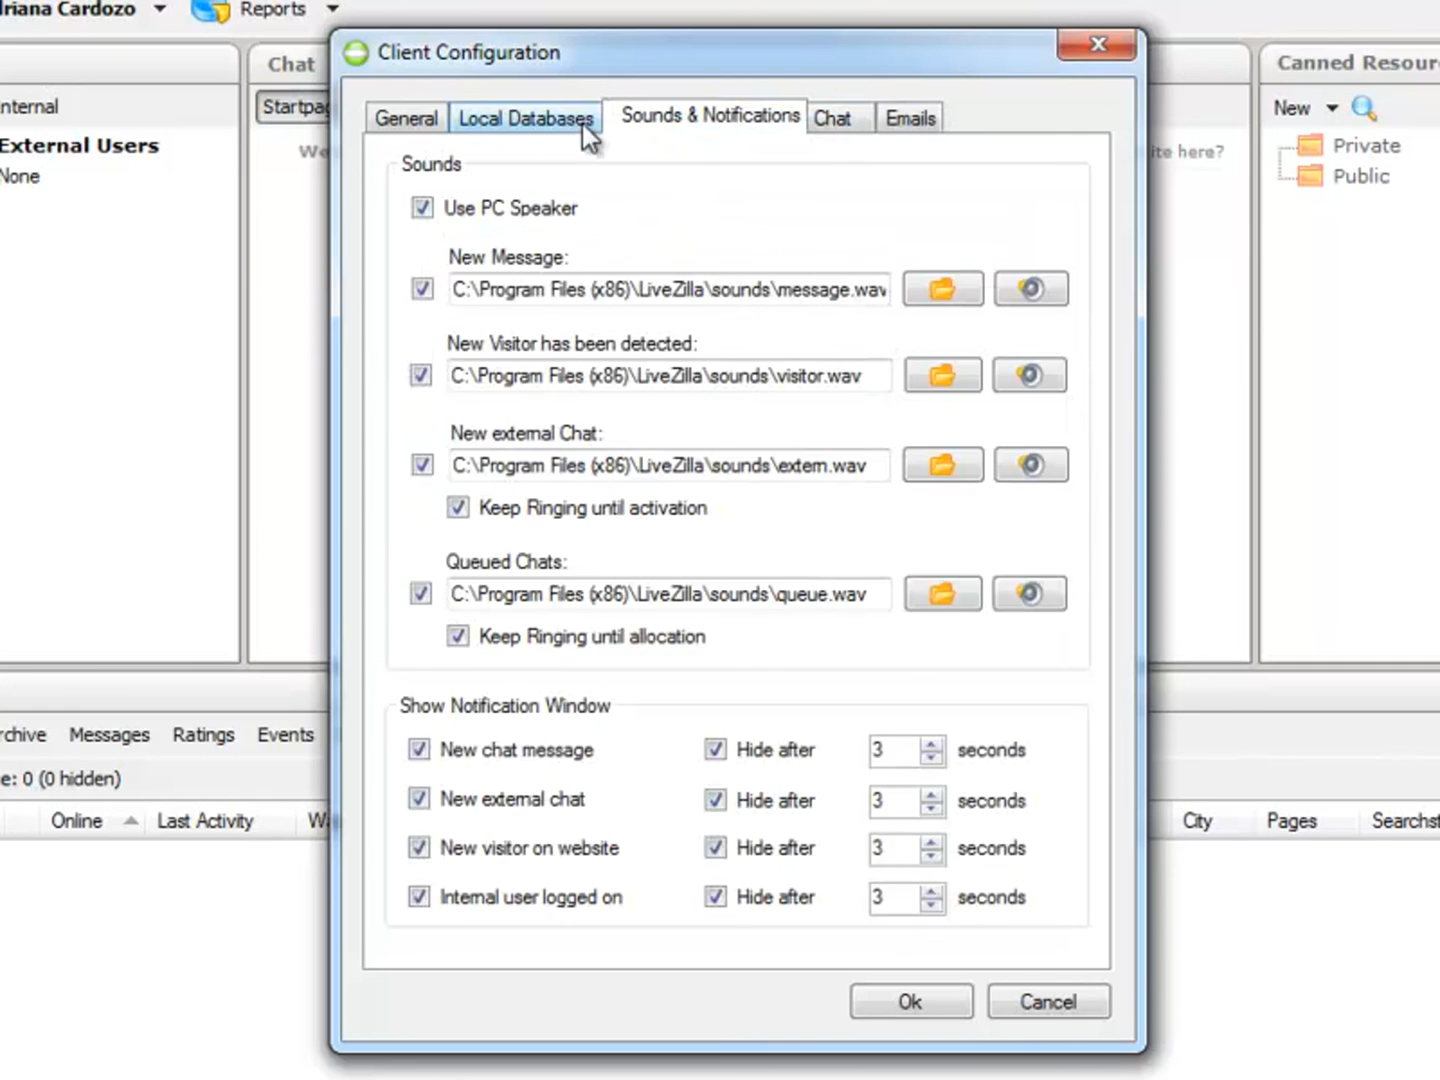 riana Cardozo
Reports
Client Configuration
Chat
Canned Resour
nternal
Startpag
General
Local Databases
Sounds & Notifications
Chat
Emails
New
External Users
None
We
ite here?
Private
Public
Sounds
Use PC Speaker
New Message:
C:\Program Files (x86)\LiveZilla\sounds\message.wav
New Visitor has been detected:
C:\Program Files (x86)\LiveZilla\sounds\visitor.wav
New external Chat:
C:\Program Files (x86)\LiveZilla\sounds\extern.wav
Keep Ringing until activation
Queued Chats:
C:\Program Files (x86)\LiveZilla\sounds\queue.wav
Keep Ringing until allocation
Show Notification Window
New chat message
Hide after
3
seconds
New external chat
Hide after
3
seconds
New visitor on website
Hide after
3
seconds
Internal user logged on
Hide after
3
seconds
rchive
Messages
Ratings
Events
e: 0 (0 hidden)
Online
Last Activity
Wa
City
Pages
Searchst
Ok
Cancel